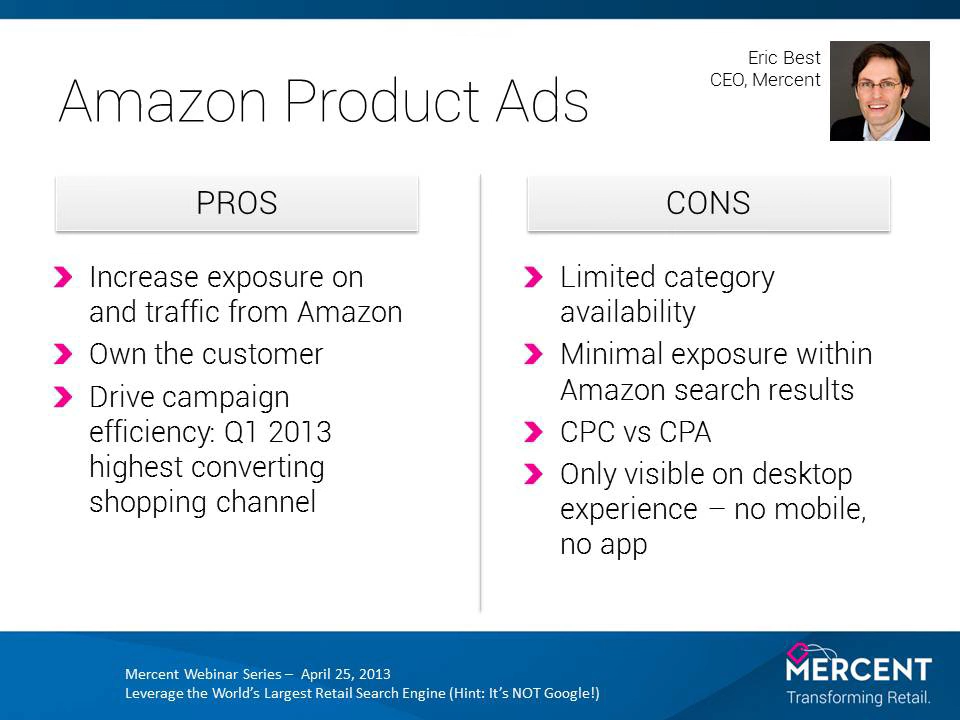 Eric Best
CEO, Mercent
Amazon Product Ads
PROS
Increase exposure on
and traffic from Amazon
Own the customer
Drive campaign
efficiency: Q1 2013
highest converting
shopping channel
CONS
Limited category
availability
Minimal exposure within
Amazon search results
CPC vs CPA
Only visible on desktop
experience – no mobile,
no app
Mercent Webinar Series – April 25, 2013
Leverage the World's Largest Retail Search Engine (Hint: It's NOT Google!)
MERCENT
Transforming Retail.